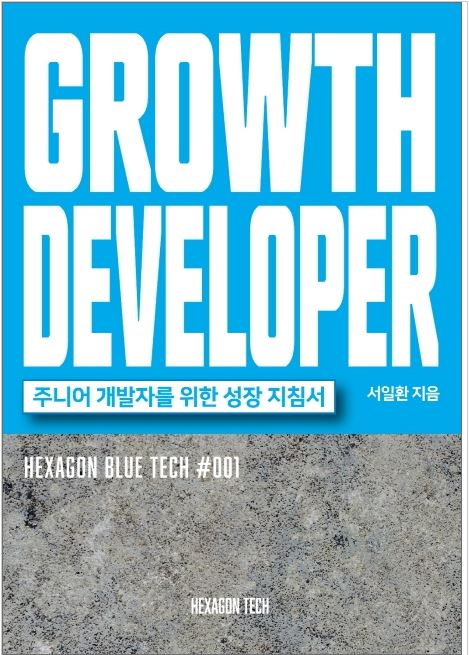 GROWTH
DEVELOPER
주니어 개발자를 위한 성장 지침서
서일환 지음
HEXAGON BLUE TECH #001
HEXAGON TECH